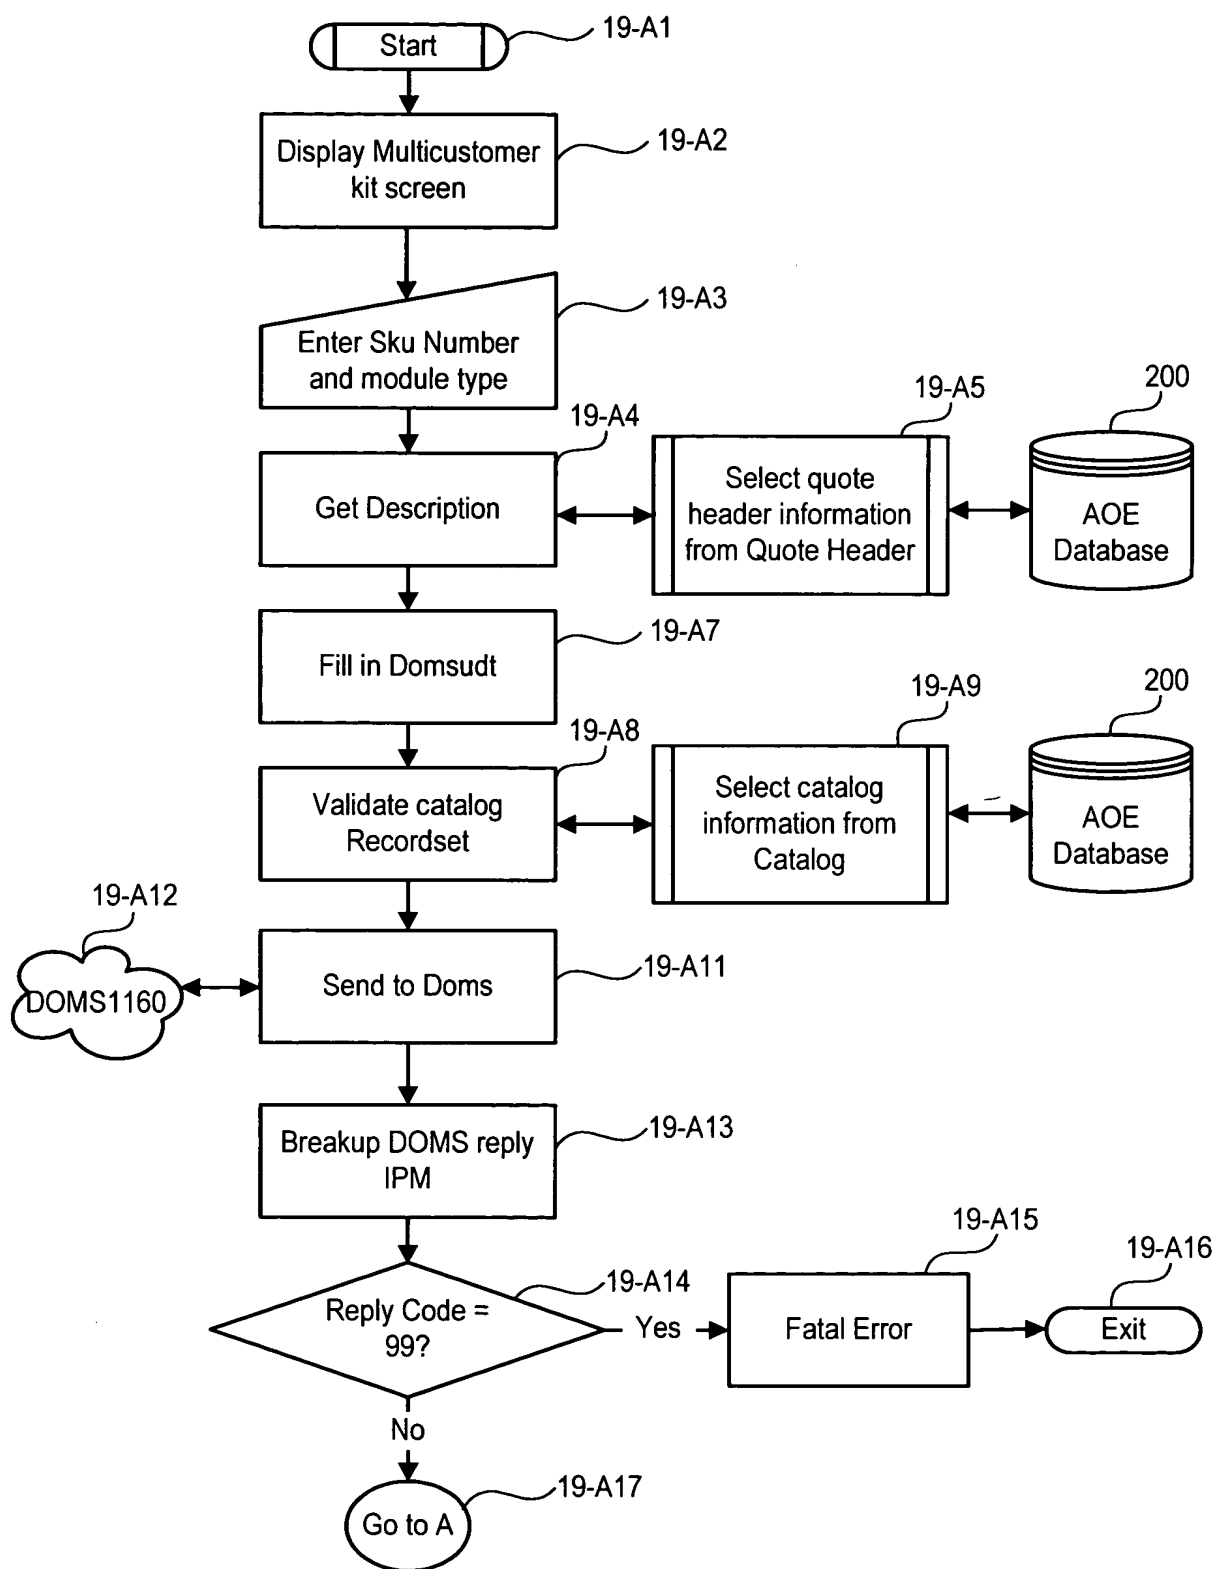 Start
19-A1
Display Multicustomer
kit screen
19-A2
Enter Sku Number
and module type
19-A3
Get Description
19-A4
Select quote
header information
from Quote Header
19-A5
AOE
Database
200
Fill in Domsudt
19-A7
Validate catalog
Recordset
19-A8
Select catalog
information from
Catalog
19-A9
AOE
Database
200
19-A12
DOMS1160
Send to Doms
19-A11
Breakup DOMS reply
IPM
19-A13
Reply Code =
99?
19-A14
Yes
Fatal Error
19-A15
Exit
19-A16
No
Go to A
19-A17